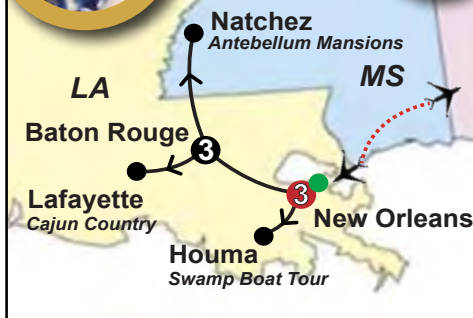 Natchez
Antebellum Mansions
LA
MS
Baton Rouge
3
Lafayette
Cajun Country
3
New Orleans
Houma
Swamp Boat Tour